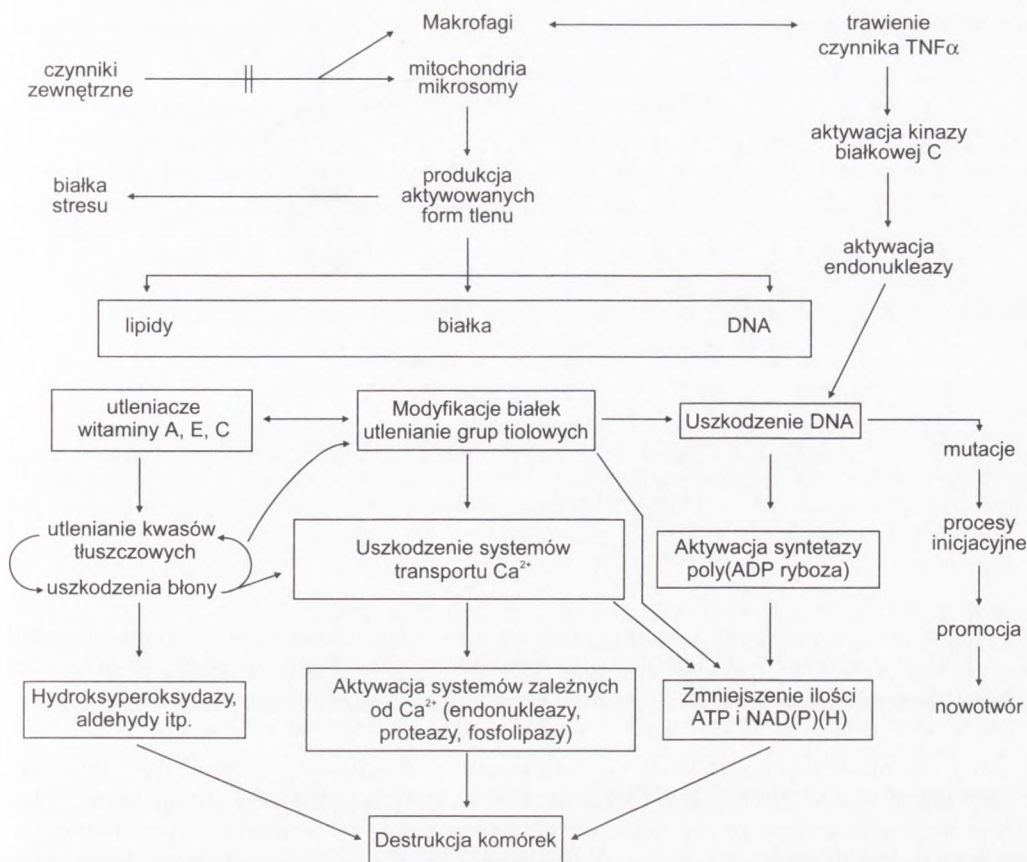 Makrofagi
trawienie
czynnika TNFα
czynniki
zewnętrzne
mitochondria
mikrosomy
aktywacja kinazy
białkowej C
białka
stresu
produkcja
aktywowanych
form tlenu
aktywacja
endonukleazy
lipidy
białka
DNA
utleniacze
witaminy A, E, C
Modyfikacje białek
utlenianie grup tiolowych
Uszkodzenie DNA
mutacje
utlenianie kwasów
tłuszczowych
uszkodzenia błony
Uszkodzenie systemów
transportu Ca²⁺
Aktywacja syntetazy
poly(ADP ryboza)
procesy
inicjacyjne
promocja
Hydroksyperoksydazy,
aldehydy itp.
Aktywacja systemów zależnych
od Ca²⁺ (endonukleazy,
proteazy, fosfolipazy)
Zmniejszenie ilości
ATP i NAD(P)(H)
nowotwór
Destrukcja komórek